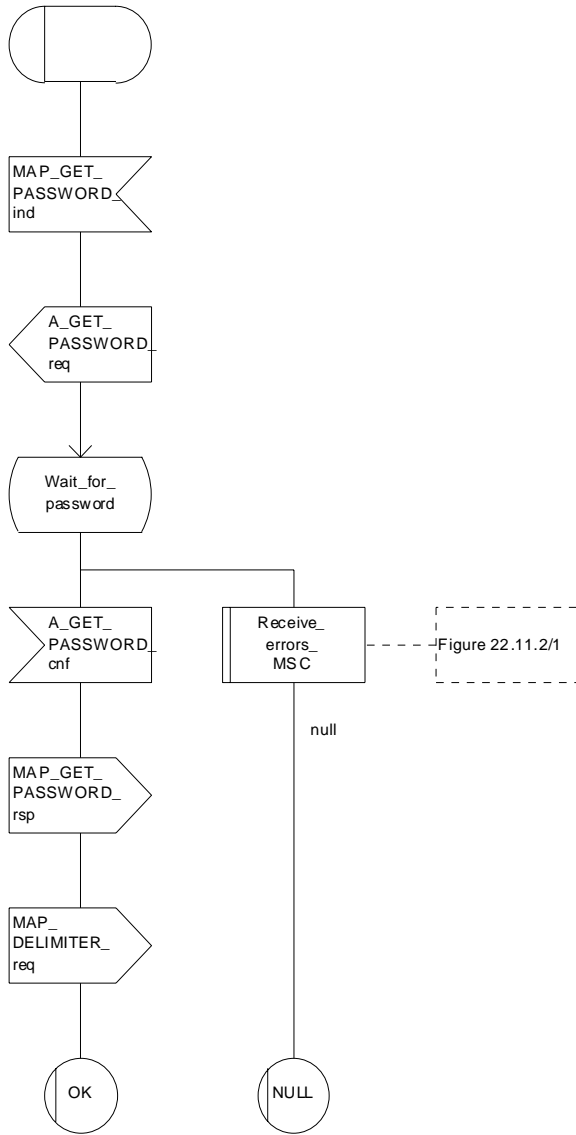 MAP_GET_
PASSWORD_
ind
A_GET_
PASSWORD_
req
Wait_for_
password
A_GET_
PASSWORD_
cnf
Receive_
errors_
MSC
Figure 22.11.2/1
null
MAP_GET_
PASSWORD_
rsp
MAP_
DELIMITER_
req
OK
NULL